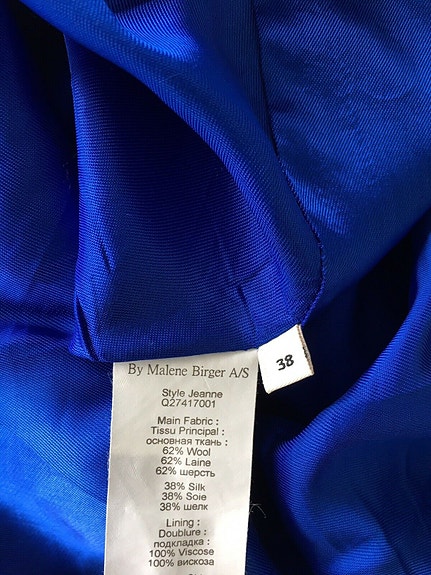 By Malene Birger A/S
38
Style Jeanne
Q27417001
Main Fabric :
Tissu Principal :
основная ткань :
62% Wool
62% Laine
62% шерсть
38% Silk
38% Soie
38% шелк
Lining :
Doublure :
подкладка :
100% Viscose
100% вискоза